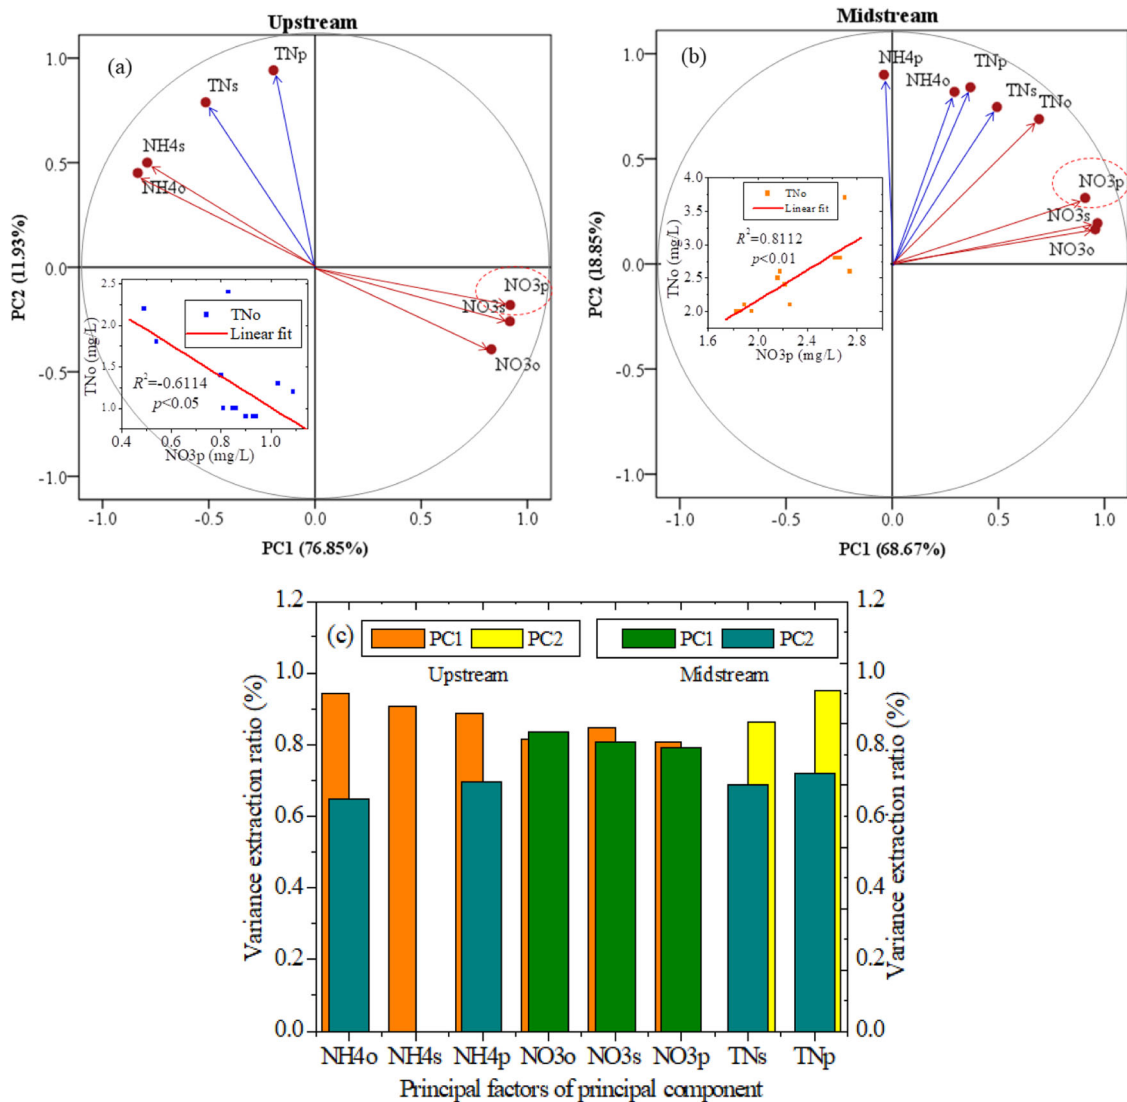 Upstream
(a)
TNp
TNs
NH4s
NH4o
NO3p
NO3s
NO3o
1.0
0.5
0.0
-0.5
-1.0
PC2 (11.93%)
-1.0 -0.5 0.0 0.5 1.0
PC1 (76.85%)
2.5
2.0
1.5
1.0
TNo (mg/L)
TNo
Linear fit
R²=-0.6114
p<0.05
0.4 0.6 0.8 1.0
NO3p (mg/L)
Midstream
(b)
NH4p
NH4o
TNp
TNs
TNo
NO3p
NO3s
NO3o
1.0
0.5
0.0
-0.5
-1.0
PC2 (18.85%)
-1.0 -0.5 0.0 0.5 1.0
PC1 (68.67%)
4.0
3.5
3.0
2.5
2.0
TNo (mg/L)
TNo
Linear fit
R²=0.8112
p<0.01
1.6 2.0 2.4 2.8
NO3p (mg/L)
(c)
PC1 PC2
Upstream
PC1 PC2
Midstream
1.2
1.0
0.8
0.6
0.4
0.2
0.0
Variance extraction ratio (%)
1.2
1.0
0.8
0.6
0.4
0.2
0.0
Variance extraction ratio (%)
NH4o NH4s NH4p NO3o NO3s NO3p TNs TNp
Principal factors of principal component